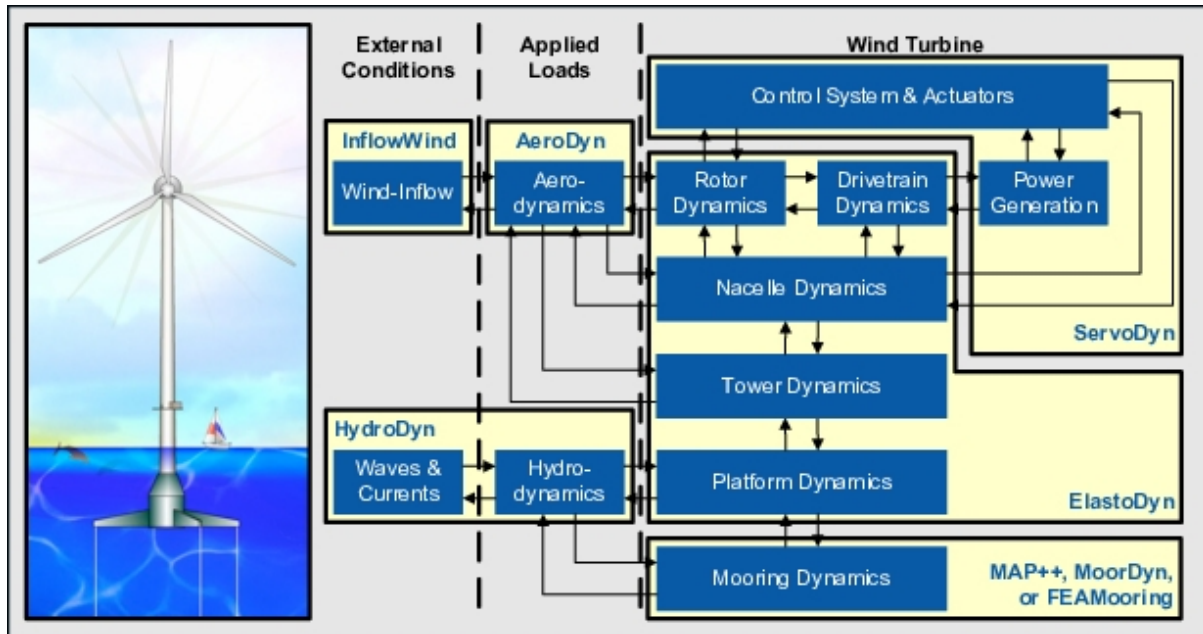 External
Conditions
Applied
Loads
Wind Turbine
Control System & Actuators
InflowWind
Wind-Inflow
AeroDyn
Aero-
dynamics
Rotor
Dynamics
Drivetrain
Dynamics
Power
Generation
Nacelle Dynamics
ServoDyn
Tower Dynamics
HydroDyn
Waves &
Currents
Hydro-
dynamics
Platform Dynamics
ElastoDyn
Mooring Dynamics
MAP++, MoorDyn,
or FEAMooring